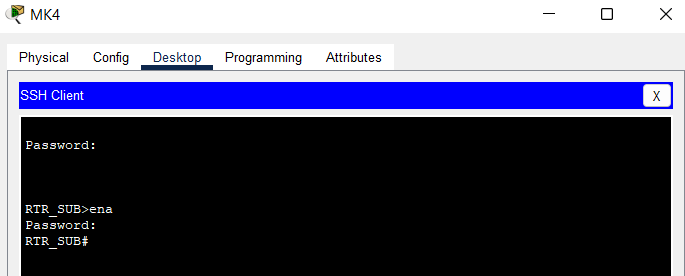 MK4
Physical Config Desktop Programming Attributes
SSH Client X
Password:
RTR_SUB>ena
Password:
RTR_SUB#